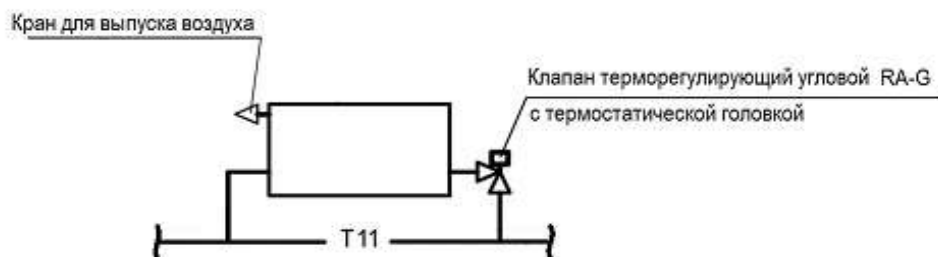 Кран для выпуска воздуха
Клапан терморегулирующий угловой RA-G
с термостатической головкой
T11